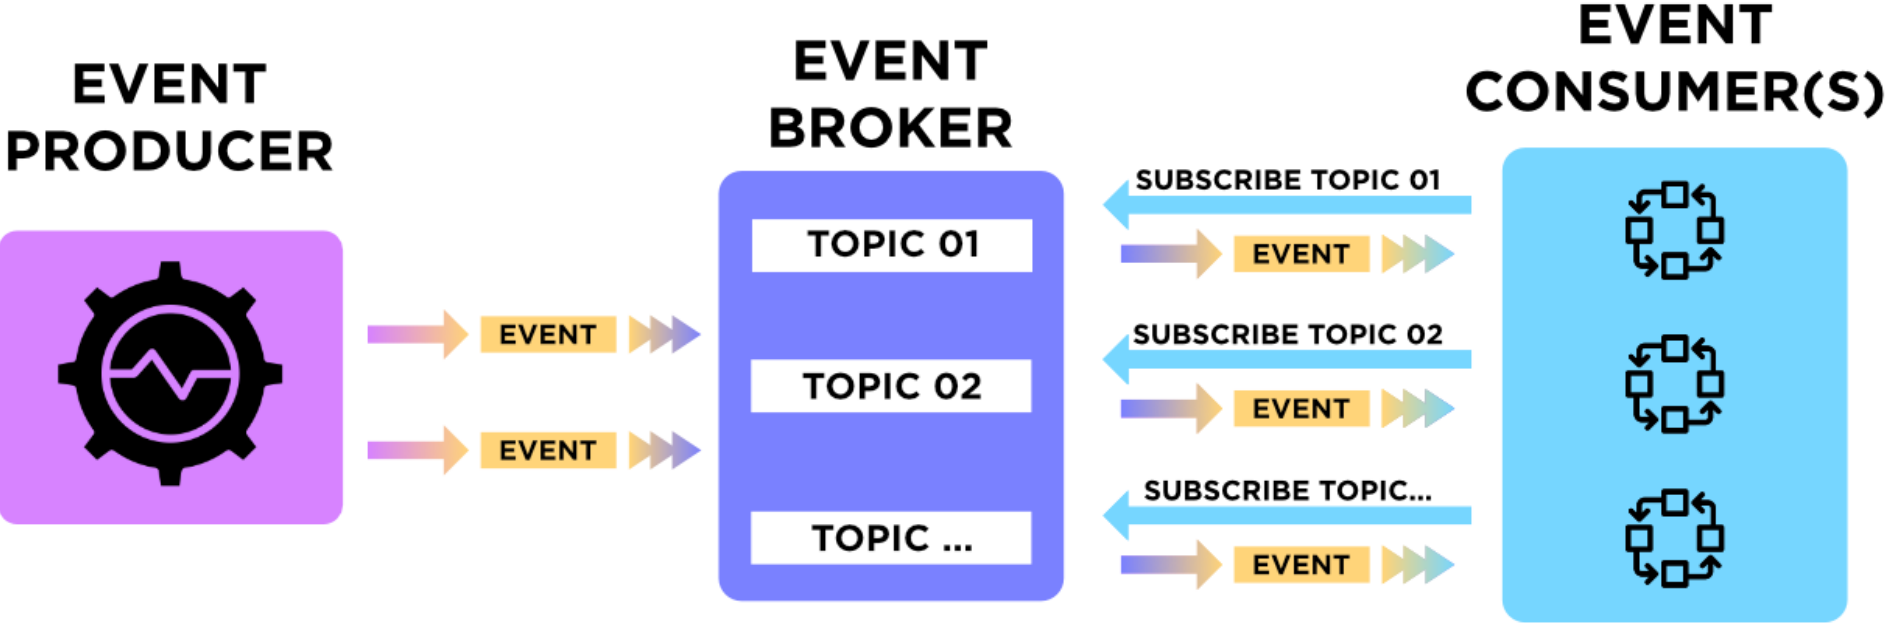 EVENT
PRODUCER
EVENT
EVENT
EVENT
BROKER
TOPIC 01
TOPIC 02
TOPIC ...
SUBSCRIBE TOPIC 01
EVENT
SUBSCRIBE TOPIC 02
EVENT
SUBSCRIBE TOPIC...
EVENT
EVENT
CONSUMER(S)